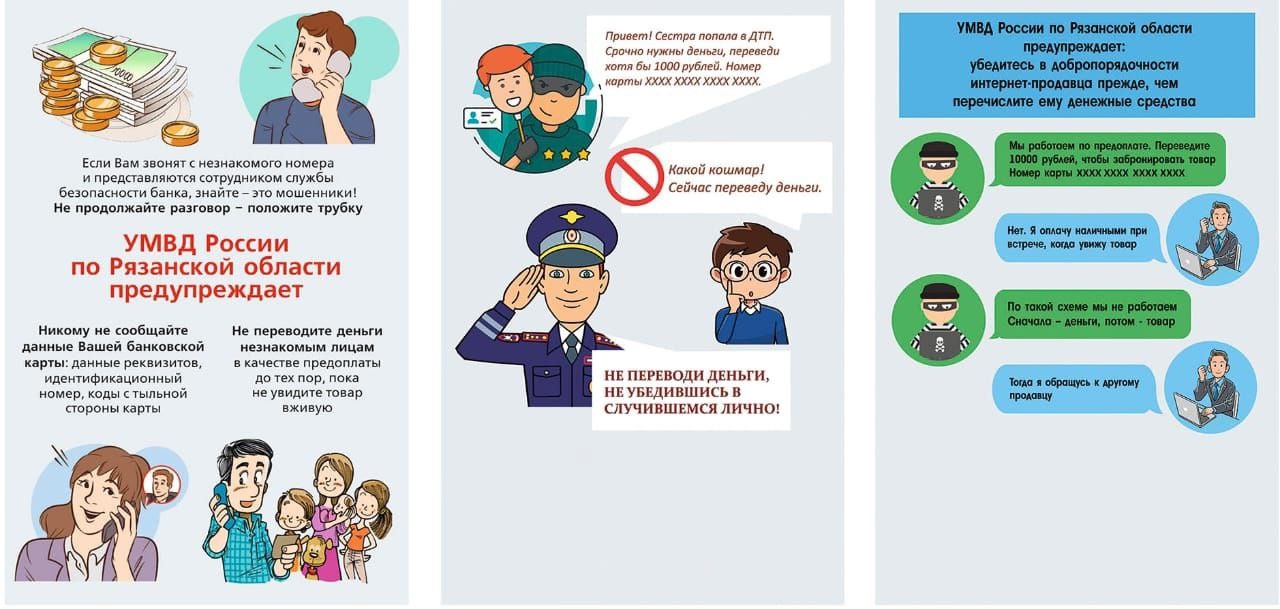 Если Вам звонят с незнакомого номера
и представляются сотрудником службы
безопасности банка, знайте – это мошенники!
Не продолжайте разговор – положите трубку
УМВД России
по Рязанской области
предупреждает
Никому не сообщайте
данные Вашей банковской
карты: данные реквизитов,
идентификационный
номер, коды с тыльной
стороны карты
Не переводите деньги
незнакомым лицам
в качестве предоплаты
до тех пор, пока
не увидите товар
вживую
Привет! Сестра попала в ДТП.
Срочно нужны деньги, переведи
хотя бы 1000 рублей. Номер
карты XXXX XXXX XXXX XXXX.
Какой кошмар!
Сейчас переведу деньги.
НЕ ПЕРЕВОДИ ДЕНЬГИ,
НЕ УБЕДИВШИСЬ В
СЛУЧИВШЕМСЯ ЛИЧНО!
УМВД России по Рязанской области
предупреждает:
убедитесь в добропорядочности
интернет-продавца прежде, чем
перечислите ему денежные средства
Мы работаем по предоплате. Переведите
10000 рублей, чтобы забронировать товар
Номер карты XXXX XXXX XXXX XXXX
Нет. Я оплачу наличными при
встрече, когда увижу товар
По такой схеме мы не работаем
Сначала – деньги, потом - товар
Тогда я обращусь к другому
продавцу